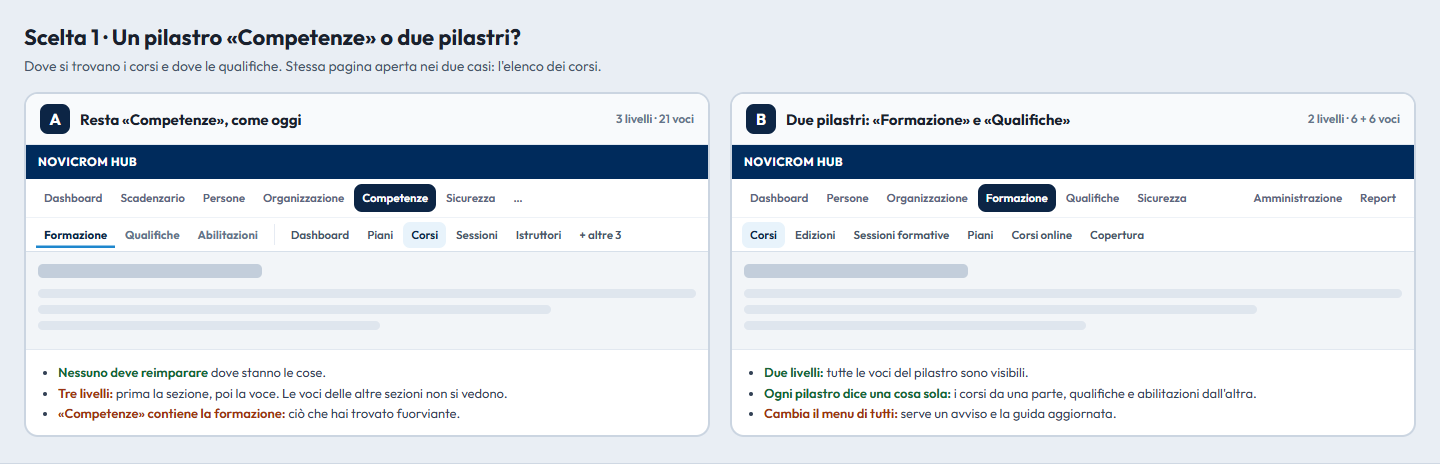 Scelta 1 · Un pilastro «Competenze» o due pilastri?
Dove si trovano i corsi e dove le qualifiche. Stessa pagina aperta nei due casi: l'elenco dei corsi.
A Resta «Competenze», come oggi 3 livelli · 21 voci
NOVICROM HUB
Dashboard Scadenzario Persone Organizzazione Competenze Sicurezza ...
Formazione Qualifiche Abilitazioni Dashboard Piani Corsi Sessioni Istruttori + altre 3
Nessuno deve reimparare dove stanno le cose.
Tre livelli: prima la sezione, poi la voce. Le voci delle altre sezioni non si vedono.
«Competenze» contiene la formazione: ciò che hai trovato fuorviante.
B Due pilastri: «Formazione» e «Qualifiche» 2 livelli · 6 + 6 voci
NOVICROM HUB
Dashboard Persone Organizzazione Formazione Qualifiche Sicurezza Amministrazione Report
Corsi Edizioni Sessioni formative Piani Corsi online Copertura
Due livelli: tutte le voci del pilastro sono visibili.
Ogni pilastro dice una cosa sola: i corsi da una parte, qualifiche e abilitazioni dall'altra.
Cambia il menu di tutti: serve un avviso e la guida aggiornata.